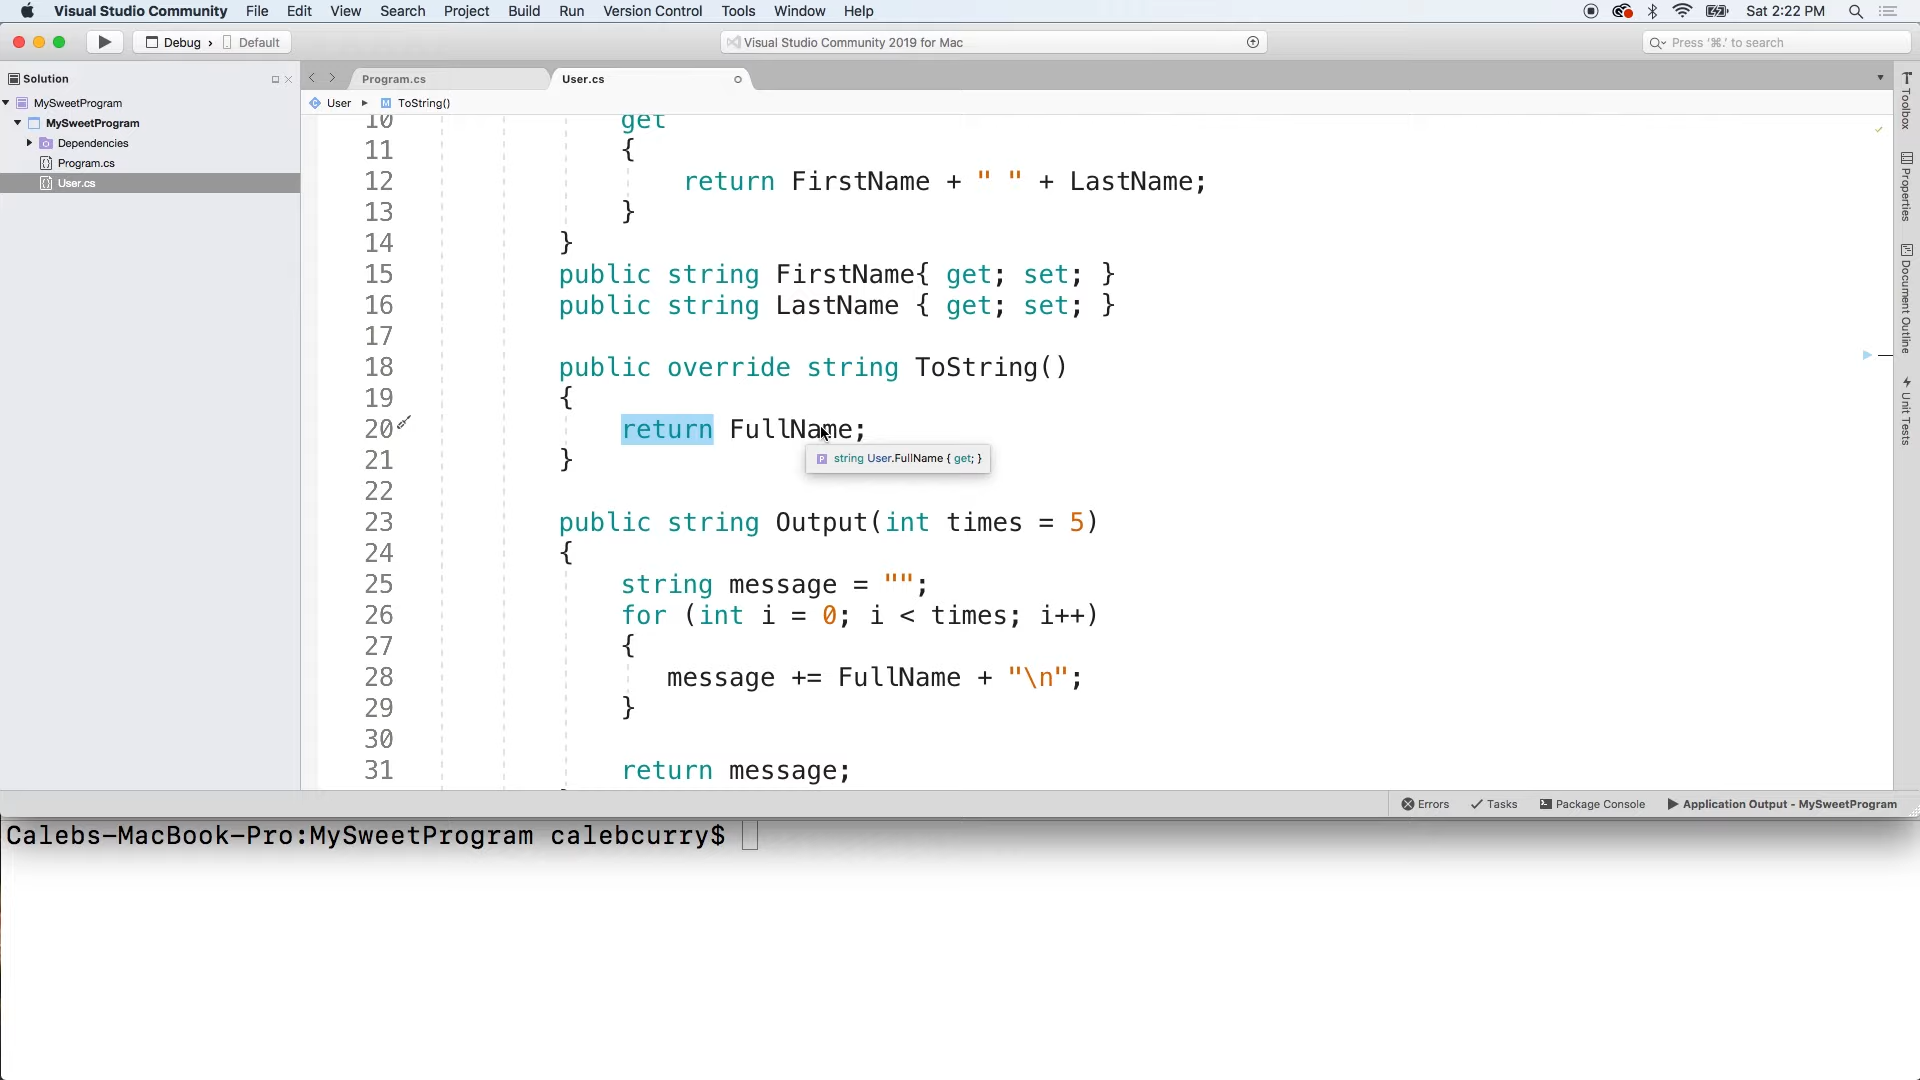 Visual Studio Community File Edit View Search Project Build Run Version Control Tools Window Help Sat 2:22 PM
Debug › Default Visual Studio Community 2019 for Mac Press '⌘.' to search
Solution Program.cs User.cs
MySweetProgram
MySweetProgram
Dependencies
Program.cs
User.cs
User ToString()
10 get
11 {
12 return FirstName + " " + LastName;
13 }
14 }
15 public string FirstName{ get; set; }
16 public string LastName { get; set; }
17
18 public override string ToString()
19 {
20 return FullName;
string User.FullName { get; }
21 }
22
23 public string Output(int times = 5)
24 {
25 string message = "";
26 for (int i = 0; i < times; i++)
27 {
28 message += FullName + "\n";
29 }
30
31 return message;
Toolbox
Properties
Document Outline
Unit Tests
Errors Tasks Package Console Application Output - MySweetProgram
Calebs-MacBook-Pro:MySweetProgram calebcurry$